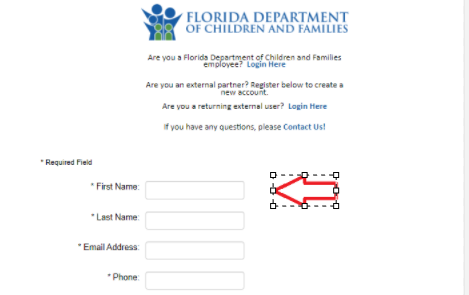 FLORIDA DEPARTMENT
OF CHILDREN AND FAMILIES
Are you a Florida Department of Children and Families
employee? Login Here
Are you an external partner? Register below to create a
new account.
Are you a returning external user? Login Here
If you have any questions, please Contact Us!
* Required Field
* First Name:
* Last Name:
* Email Address:
* Phone: